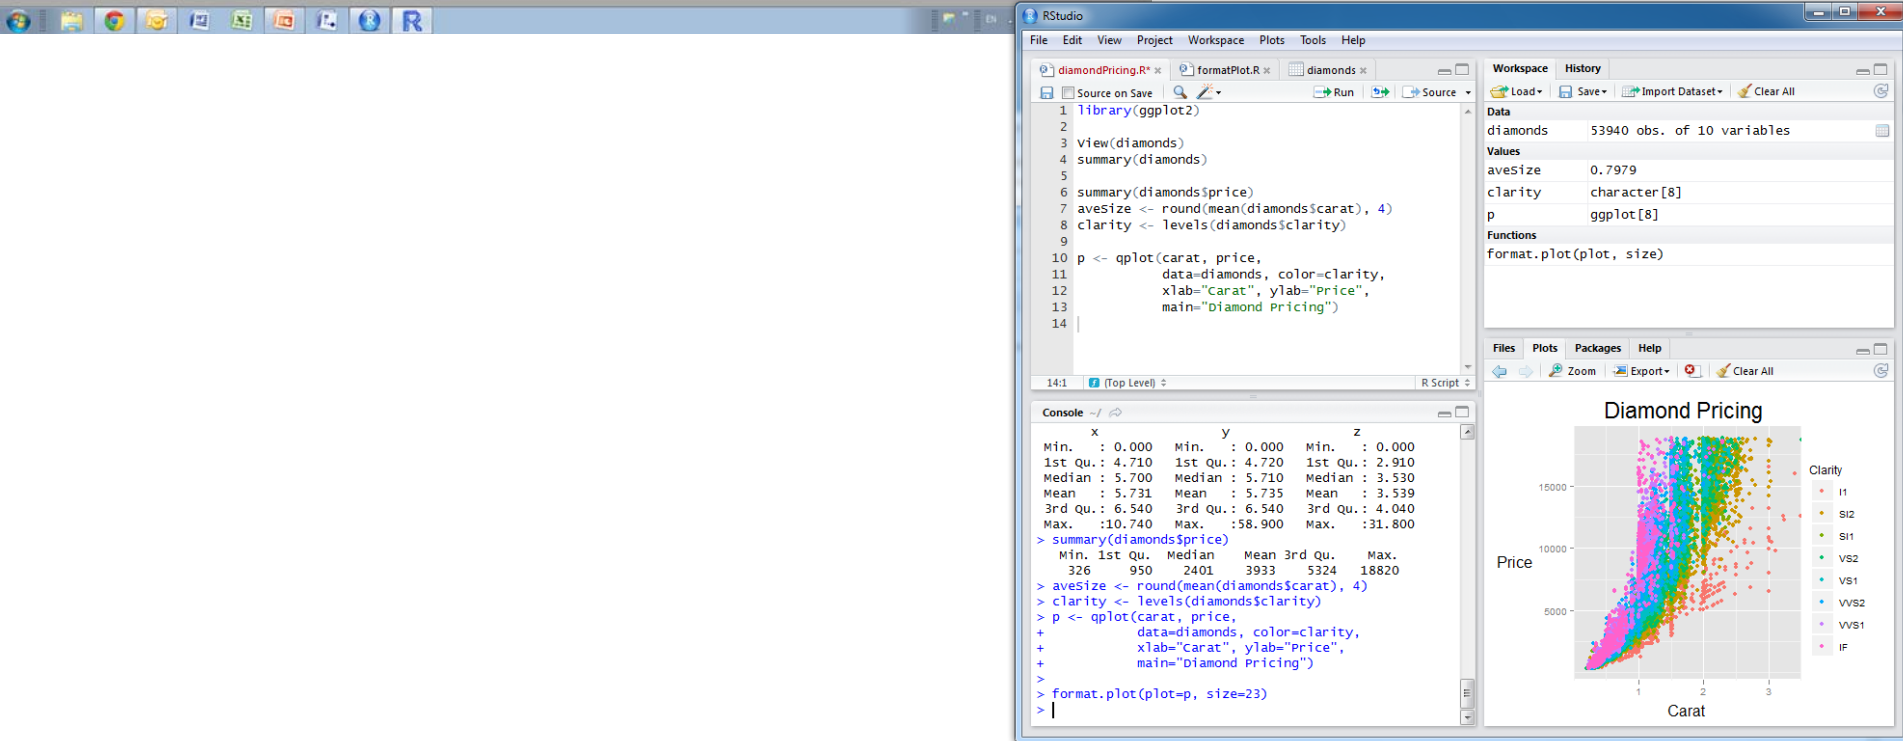 EN
RStudio
File Edit View Project Workspace Plots Tools Help
diamondPricing.R* formatPlot.R diamonds
Source on Save Run Source
1 library(ggplot2)
2
3 View(diamonds)
4 summary(diamonds)
5
6 summary(diamonds$price)
7 aveSize <- round(mean(diamonds$carat), 4)
8 clarity <- levels(diamonds$clarity)
9
10 p <- qplot(carat, price,
11 data=diamonds, color=clarity,
12 xlab="Carat", ylab="Price",
13 main="Diamond Pricing")
14
14:1 (Top Level) R Script
Console ~/
x y z
Min. : 0.000 Min. : 0.000 Min. : 0.000
1st Qu.: 4.710 1st Qu.: 4.720 1st Qu.: 2.910
Median : 5.700 Median : 5.710 Median : 3.530
Mean : 5.731 Mean : 5.735 Mean : 3.539
3rd Qu.: 6.540 3rd Qu.: 6.540 3rd Qu.: 4.040
Max. :10.740 Max. :58.900 Max. :31.800
> summary(diamonds$price)
Min. 1st Qu. Median Mean 3rd Qu. Max.
326 950 2401 3933 5324 18820
> aveSize <- round(mean(diamonds$carat), 4)
> clarity <- levels(diamonds$clarity)
> p <- qplot(carat, price,
+ data=diamonds, color=clarity,
+ xlab="Carat", ylab="Price",
+ main="Diamond Pricing")
>
> format.plot(plot=p, size=23)
>
Workspace History
Load Save Import Dataset Clear All
Data
diamonds 53940 obs. of 10 variables
Values
aveSize 0.7979
clarity character[8]
p ggplot[8]
Functions
format.plot(plot, size)
Files Plots Packages Help
Zoom Export Clear All
Diamond Pricing
Clarity
I1
SI2
SI1
VS2
VS1
VVS2
VVS1
IF
15000
10000
5000
Price
1 2 3
Carat